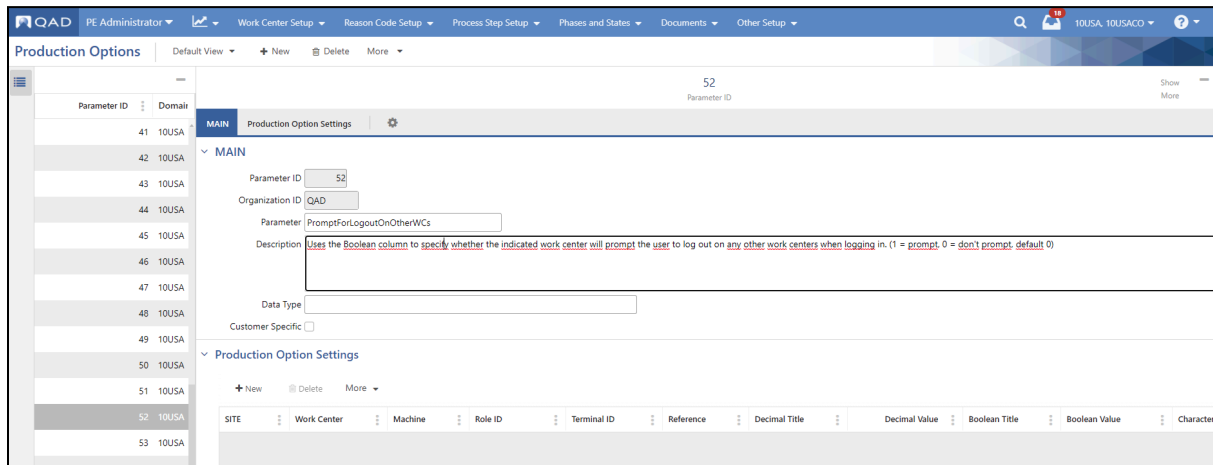 QAD PE Administrator Work Center Setup Reason Code Setup Process Step Setup Phases and States Documents Other Setup 18 10USA, 10USACO ?
Production Options Default View + New Delete More
52
Parameter ID
Show
More
Parameter ID Domain
41 10USA
42 10USA
43 10USA
44 10USA
45 10USA
46 10USA
47 10USA
48 10USA
49 10USA
50 10USA
51 10USA
52 10USA
53 10USA
MAIN Production Option Settings
MAIN
Parameter ID 52
Organization ID QAD
Parameter PromptForLogoutOnOtherWCs
Description Uses the Boolean column to specify whether the indicated work center will prompt the user to log out on any other work centers when logging in. (1 = prompt, 0 = don't prompt, default 0)
Data Type
Customer Specific
Production Option Settings
+ New Delete More
SITE Work Center Machine Role ID Terminal ID Reference Decimal Title Decimal Value Boolean Title Boolean Value Character